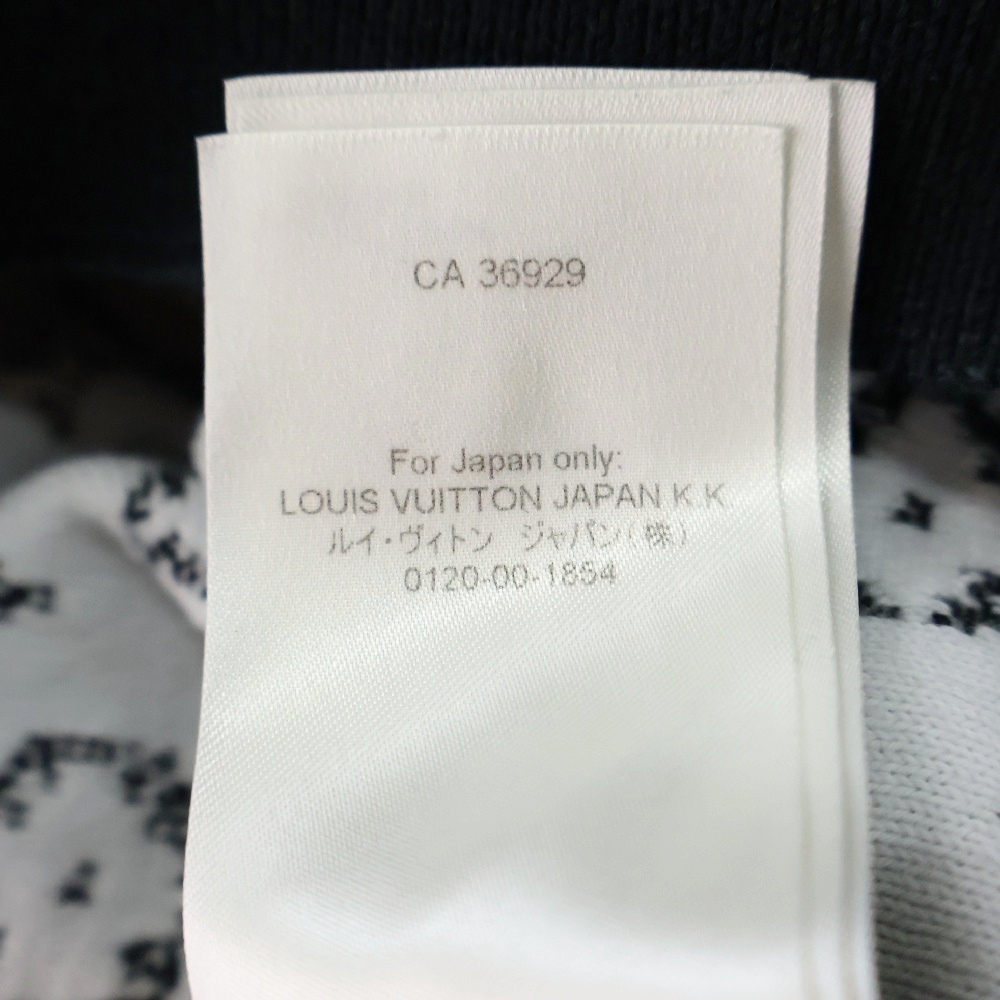 CA 36929
For Japan only:
LOUIS VUITTON JAPAN K.K
ルイ・ヴィトン ジャパン(株)
0120-00-1854